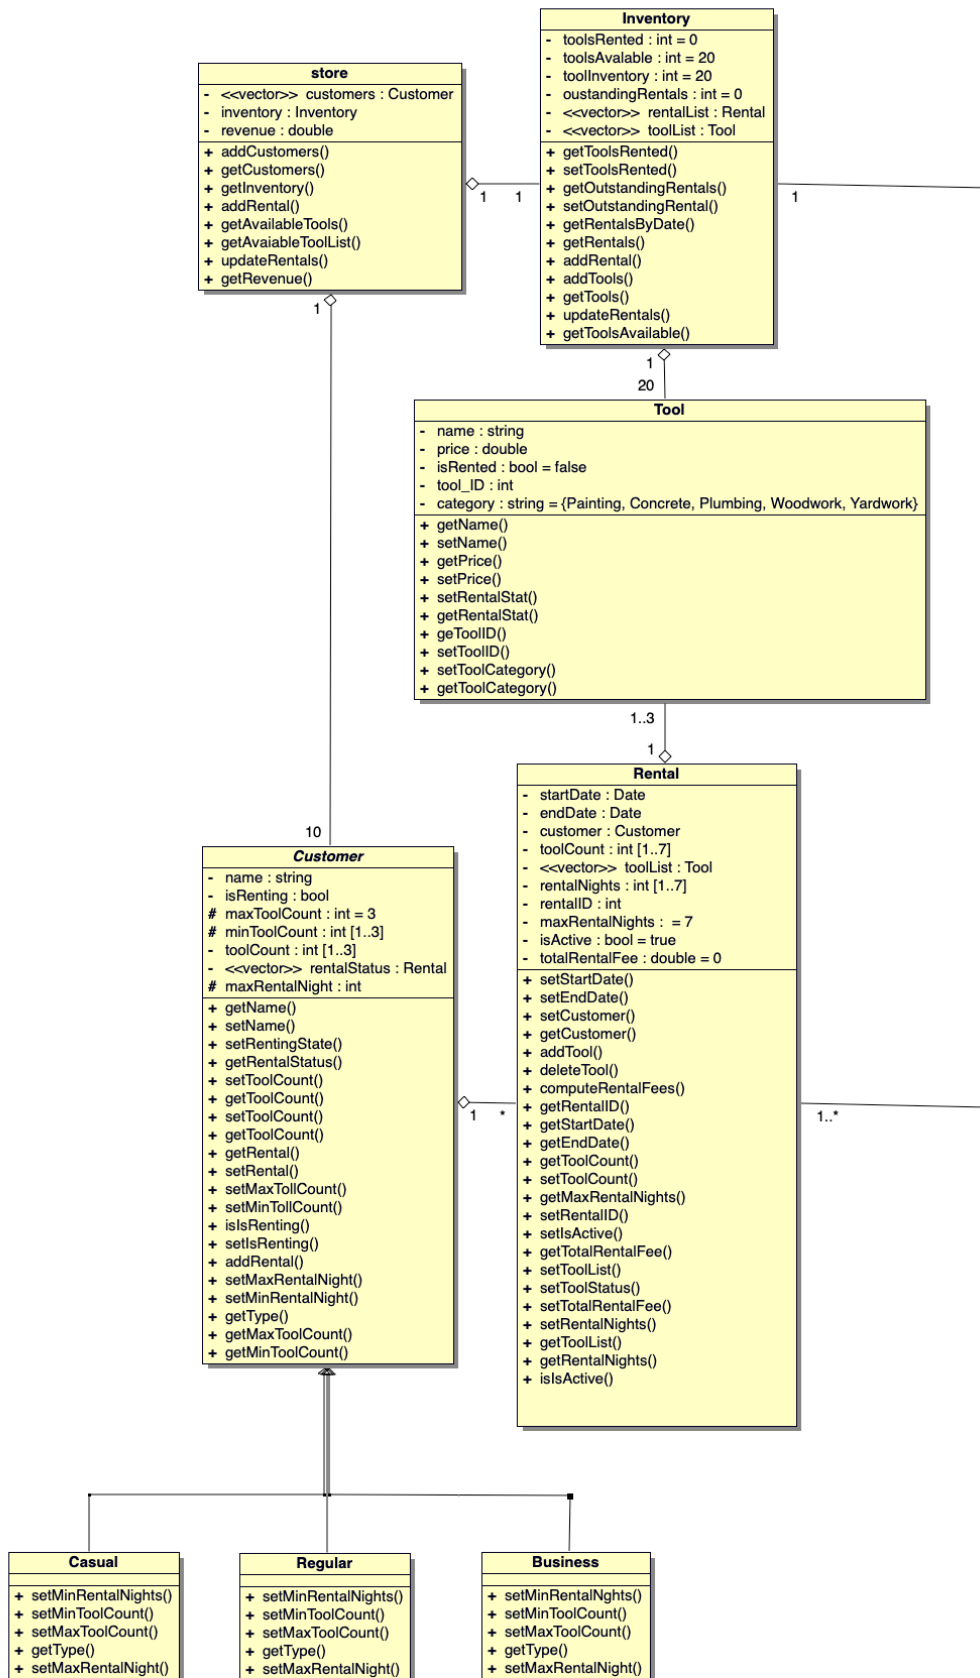 Inventory
- toolsRented : int = 0
- toolsAvalable : int = 20
- toolInventory : int = 20
- oustandingRentals : int = 0
- <<vector>> rentalList : Rental
- <<vector>> toolList : Tool
+ getToolsRented()
+ setToolsRented()
+ getOutstandingRentals()
+ setOutstandingRental()
+ getRentalsByDate()
+ getRentals()
+ addRental()
+ addTools()
+ getTools()
+ updateRentals()
+ getToolsAvailable()
store
- <<vector>> customers : Customer
- inventory : Inventory
- revenue : double
+ addCustomers()
+ getCustomers()
+ getInventory()
+ addRental()
+ getAvailableTools()
+ getAvaiableToolList()
+ updateRentals()
+ getRevenue()
1 1
1
1
1
20
Tool
- name : string
- price : double
- isRented : bool = false
- tool_ID : int
- category : string = {Painting, Concrete, Plumbing, Woodwork, Yardwork}
+ getName()
+ setName()
+ getPrice()
+ setPrice()
+ setRentalStat()
+ getRentalStat()
+ geToolID()
+ setToolID()
+ setToolCategory()
+ getToolCategory()
1..3
1
Rental
- startDate : Date
- endDate : Date
- customer : Customer
- toolCount : int [1..7]
- <<vector>> toolList : Tool
- rentalNights : int [1..7]
- rentalID : int
- maxRentalNights : = 7
- isActive : bool = true
- totalRentalFee : double = 0
+ setStartDate()
+ setEndDate()
+ setCustomer()
+ getCustomer()
+ addTool()
+ deleteTool()
+ computeRentalFees()
+ getRentalID()
+ getStartDate()
+ getEndDate()
+ getToolCount()
+ setToolCount()
+ getMaxRentalNights()
+ setRentalID()
+ setIsActive()
+ getTotalRentalFee()
+ setToolList()
+ setToolStatus()
+ setTotalRentalFee()
+ setRentalNights()
+ getToolList()
+ getRentalNights()
+ isIsActive()
10
Customer
- name : string
- isRenting : bool
# maxToolCount : int = 3
# minToolCount : int [1..3]
- toolCount : int [1..3]
- <<vector>> rentalStatus : Rental
# maxRentalNight : int
+ getName()
+ setName()
+ setRentingState()
+ getRentalStatus()
+ setToolCount()
+ getToolCount()
+ setToolCount()
+ getToolCount()
+ getRental()
+ setRental()
+ setMaxTollCount()
+ setMinTollCount()
+ isIsRenting()
+ setIsRenting()
+ addRental()
+ setMaxRentalNight()
+ setMinRentalNight()
+ getType()
+ getMaxToolCount()
+ getMinToolCount()
1 *
1..*
Casual
+ setMinRentalNights()
+ setMinToolCount()
+ setMaxToolCount()
+ getType()
+ setMaxRentalNight()
Regular
+ setMinRentalNights()
+ setMinToolCount()
+ setMaxToolCount()
+ getType()
+ setMaxRentalNight()
Business
+ setMinRentalNghts()
+ setMinToolCount()
+ setMaxToolCount()
+ getType()
+ setMaxRentalNight()